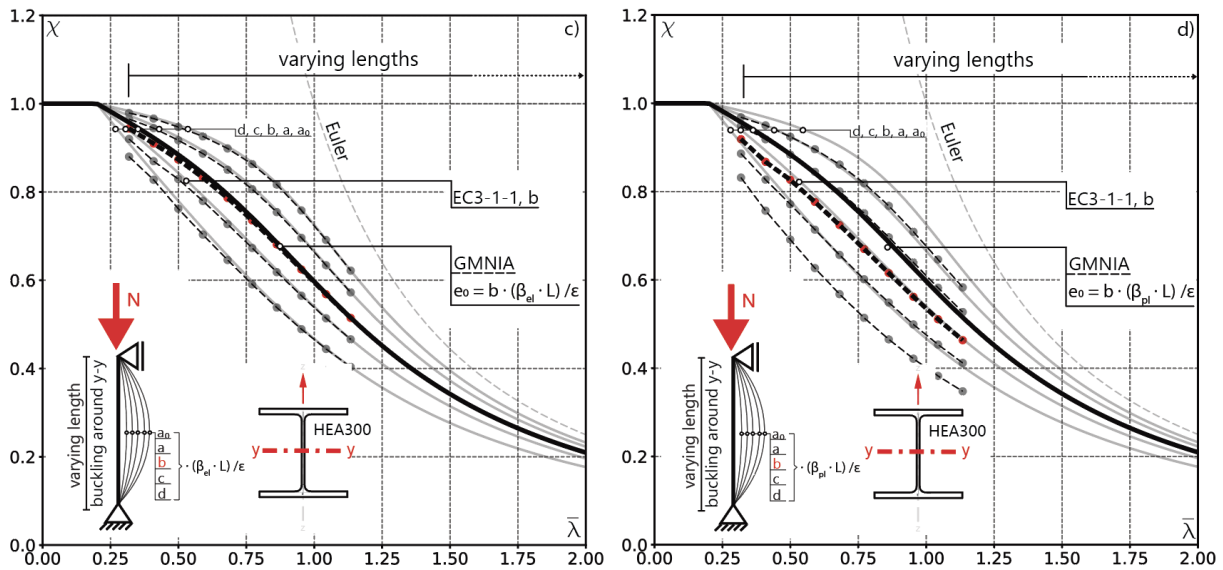 1.2
χ
c)
varying lengths
1.0
d, c, b, a, a₀
Euler
0.8
EC3-1-1, b
GMNIA
e₀ = b · (β_el · L) / ε
0.6
N
0.4
varying length
buckling around y-y
a₀
a
b
c
d
· (β_el · L) / ε
z
HEA300
y
y
z
0.2
0.0
λ̅
0.00
0.25
0.50
0.75
1.00
1.25
1.50
1.75
2.00
1.2
χ
d)
varying lengths
1.0
d, c, b, a, a₀
Euler
0.8
EC3-1-1, b
GMNIA
e₀ = b · (β_pl · L) / ε
0.6
N
0.4
varying length
buckling around y-y
a₀
a
b
c
d
· (β_pl · L) / ε
HEA300
y
y
z
0.2
0.0
λ̅
0.00
0.25
0.50
0.75
1.00
1.25
1.50
1.75
2.00